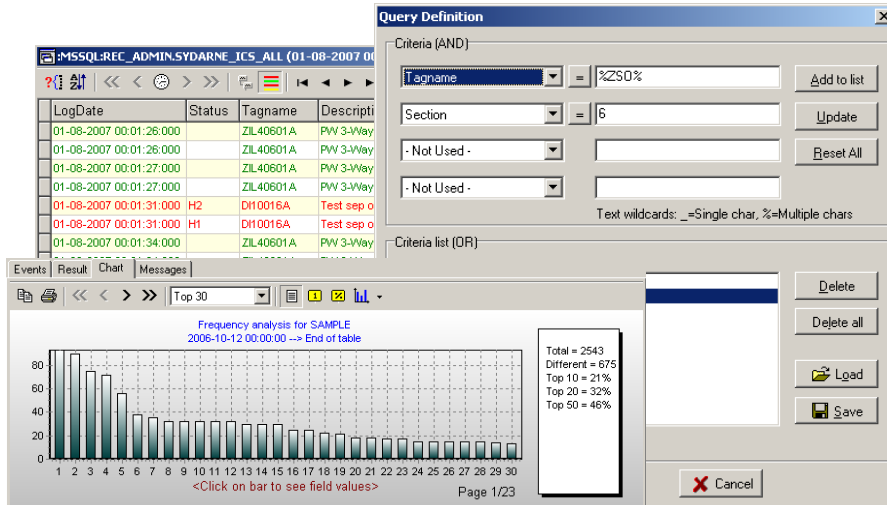 :MSSQL:REC_ADMIN.SYDARNE_ICS_ALL (01-08-2007 00
LogDate Status Tagname Descripti
01-08-2007 00:01:26:000 ZIL40601A PW 3-Way
01-08-2007 00:01:26:000 ZIL40601A PW 3-Way
01-08-2007 00:01:27:000 ZIL40601A PW 3-Way
01-08-2007 00:01:27:000 ZIL40601A PW 3-Way
01-08-2007 00:01:31:000 H2 DI10016A Test sep o
01-08-2007 00:01:31:000 H1 DI10016A Test sep o
01-08-2007 00:01:34:000 ZIL40601A PW 3-Way
Query Definition
Criteria (AND)
Tagname = %ZSO% Add to list
Section = 6 Update
- Not Used - Reset All
- Not Used -
Text wildcards: _=Single char, %=Multiple chars
Criteria list (OR)
Delete
Delete all
Load
Save
Cancel
Events Result Chart Messages
Top 30
Frequency analysis for SAMPLE
2006-10-12 00:00:00 --> End of table
80
60
40
20
0
1 2 3 4 5 6 7 8 9 10 11 12 13 14 15 16 17 18 19 20 21 22 23 24 25 26 27 28 29 30
<Click on bar to see field values>
Page 1/23
Total = 2543
Different = 675
Top 10 = 21%
Top 20 = 32%
Top 50 = 46%